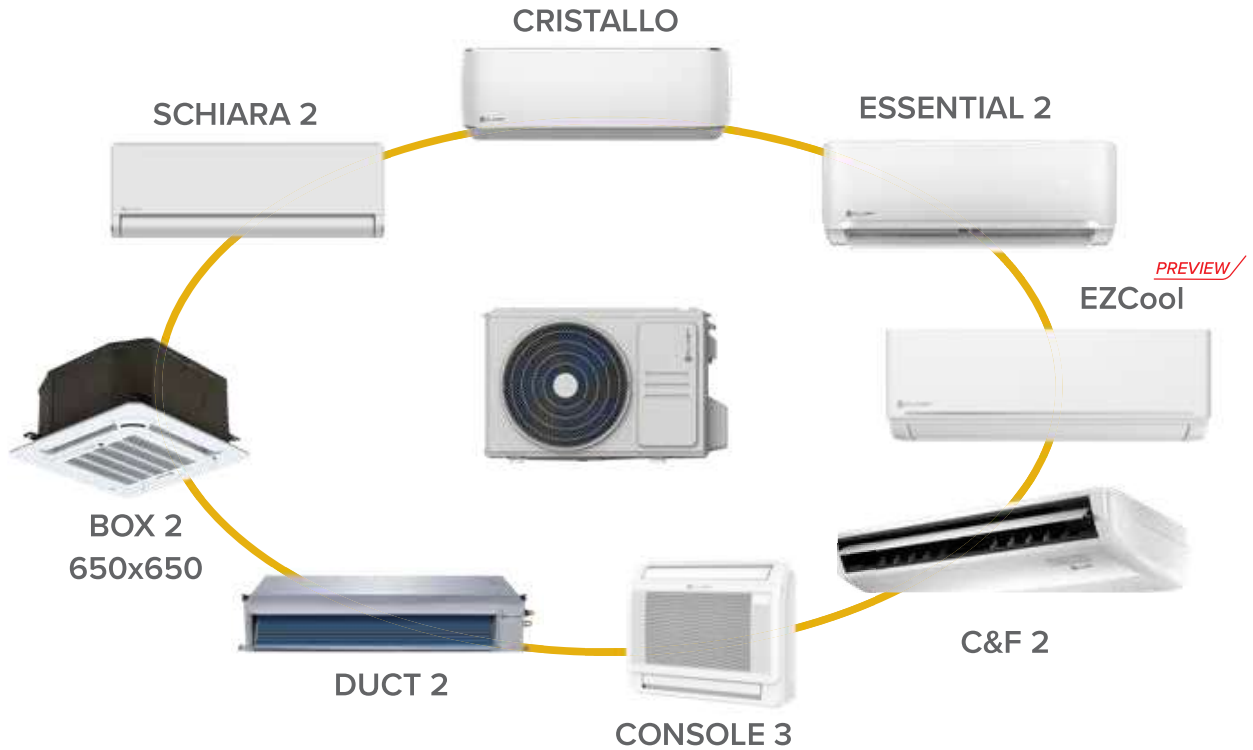 CRISTALLO
SCHIARA 2
ESSENTIAL 2
PREVIEW
EZCool
BOX 2
650x650
C&F 2
DUCT 2
CONSOLE 3